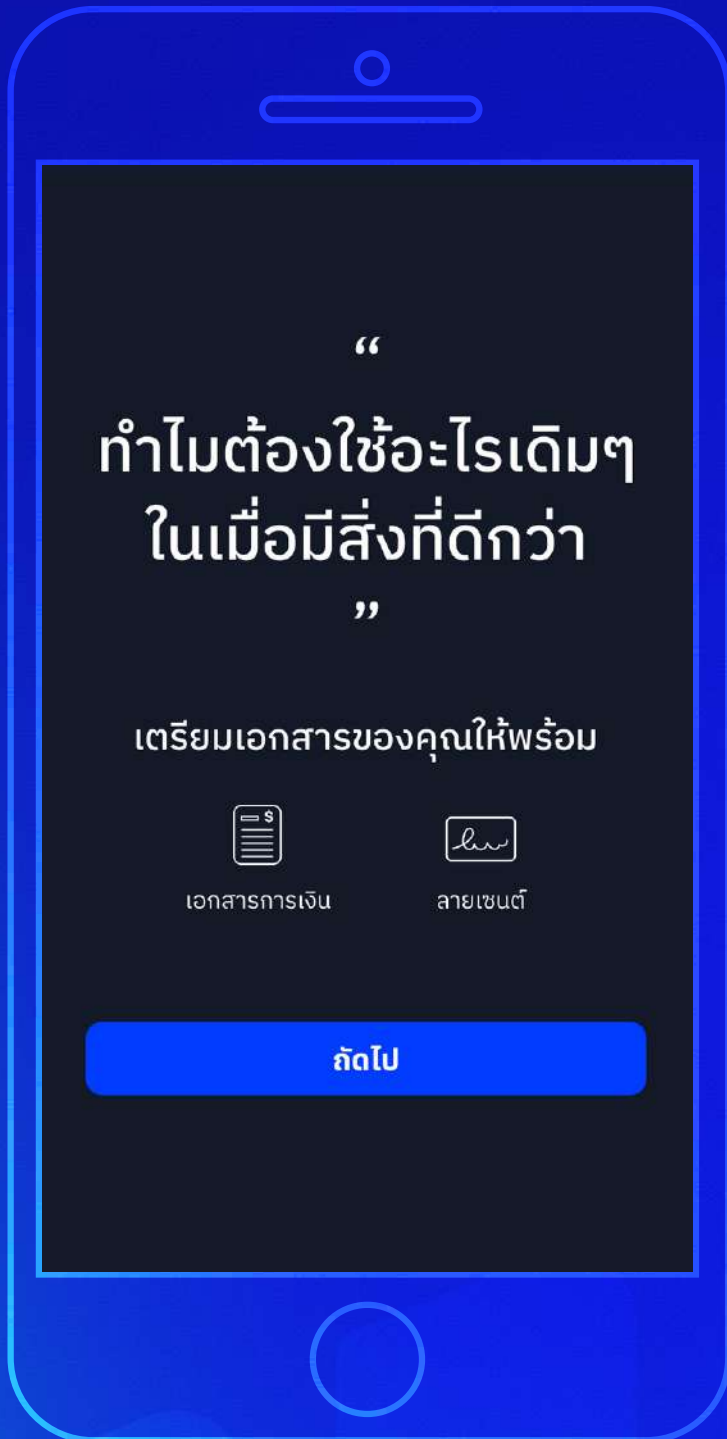 “
ทำไมต้องใช้อะไรเดิมๆ
ในเมื่อมีสิ่งที่ดีกว่า
”
เตรียมเอกสารของคุณให้พร้อม
$
เอกสารการเงิน
ลายเซนต์
ถัดไป